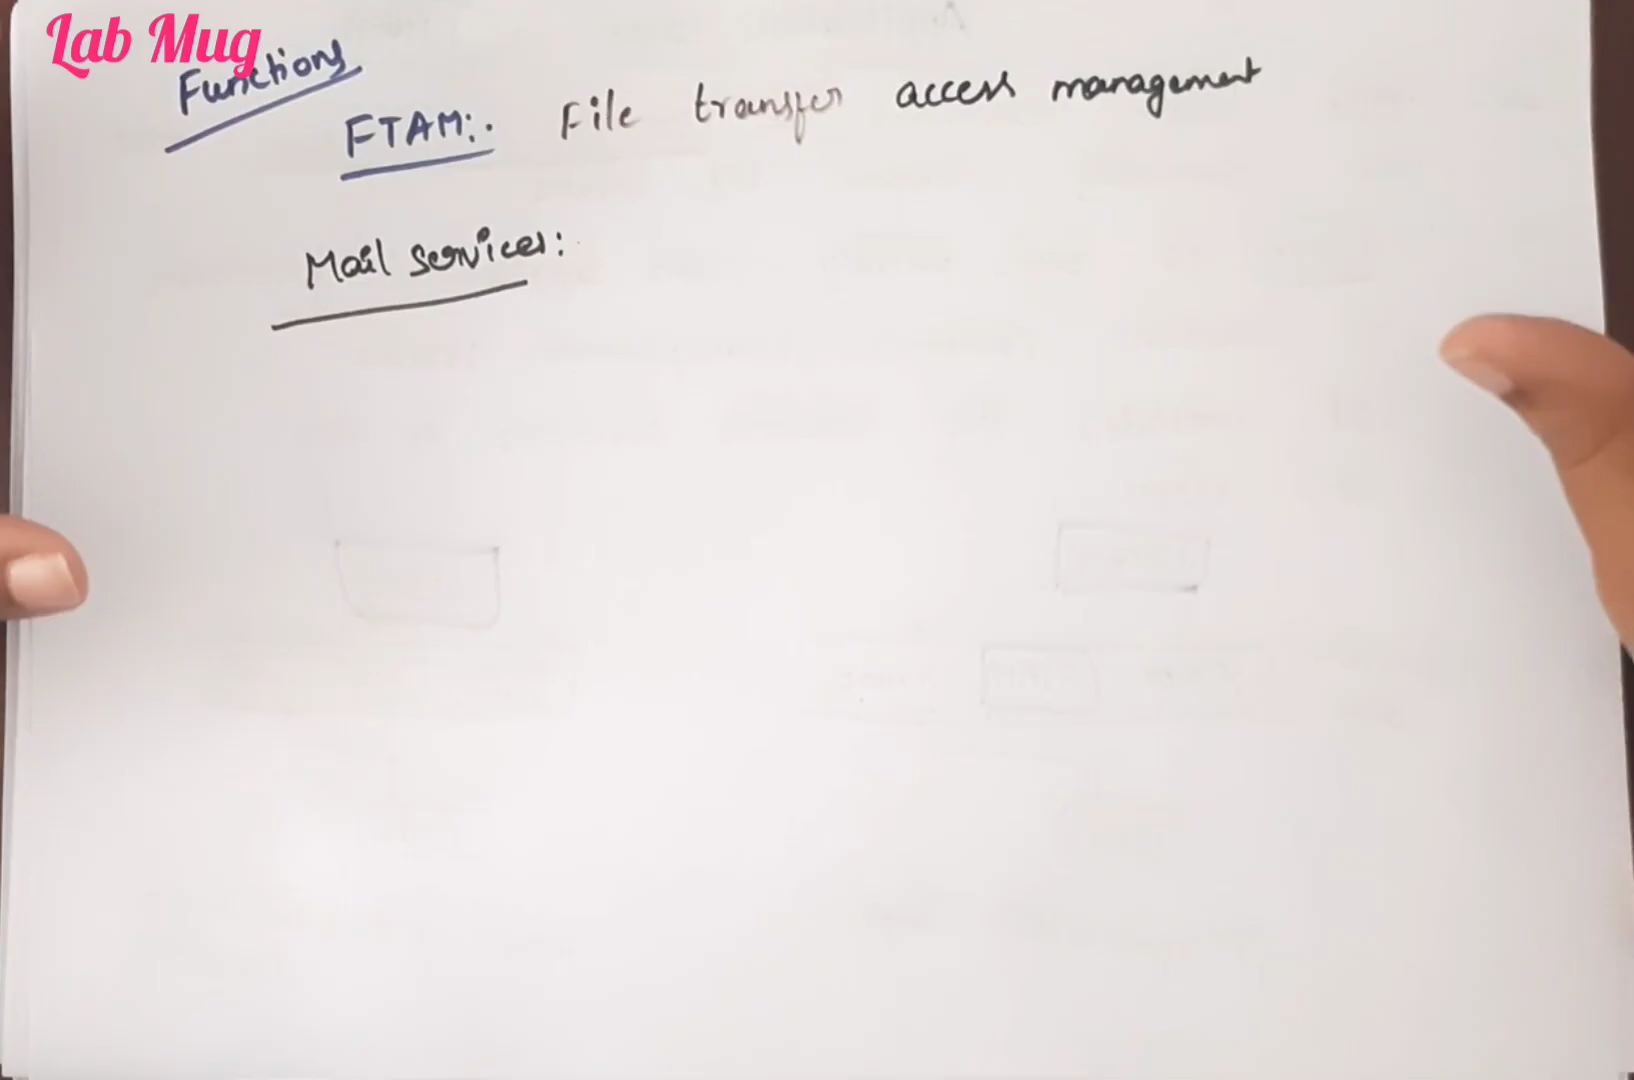 Lab Mug
Functions
FTAM:. File transfer access management
Mail services: